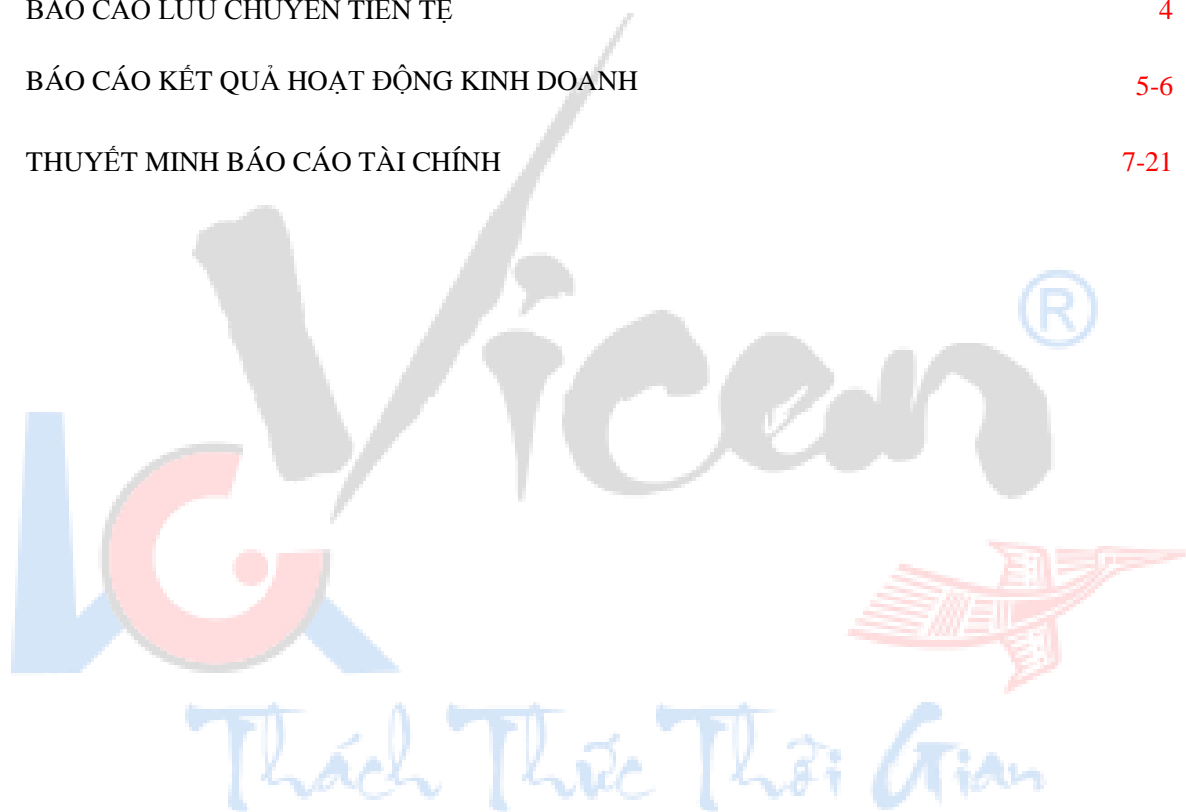 BÁO CÁO LƯU CHUYỂN TIỀN TỆ 4
BÁO CÁO KẾT QUẢ HOẠT ĐỘNG KINH DOANH 5-6
THUYẾT MINH BÁO CÁO TÀI CHÍNH 7-21
Vicem ®
Thách Thức Thời Gian